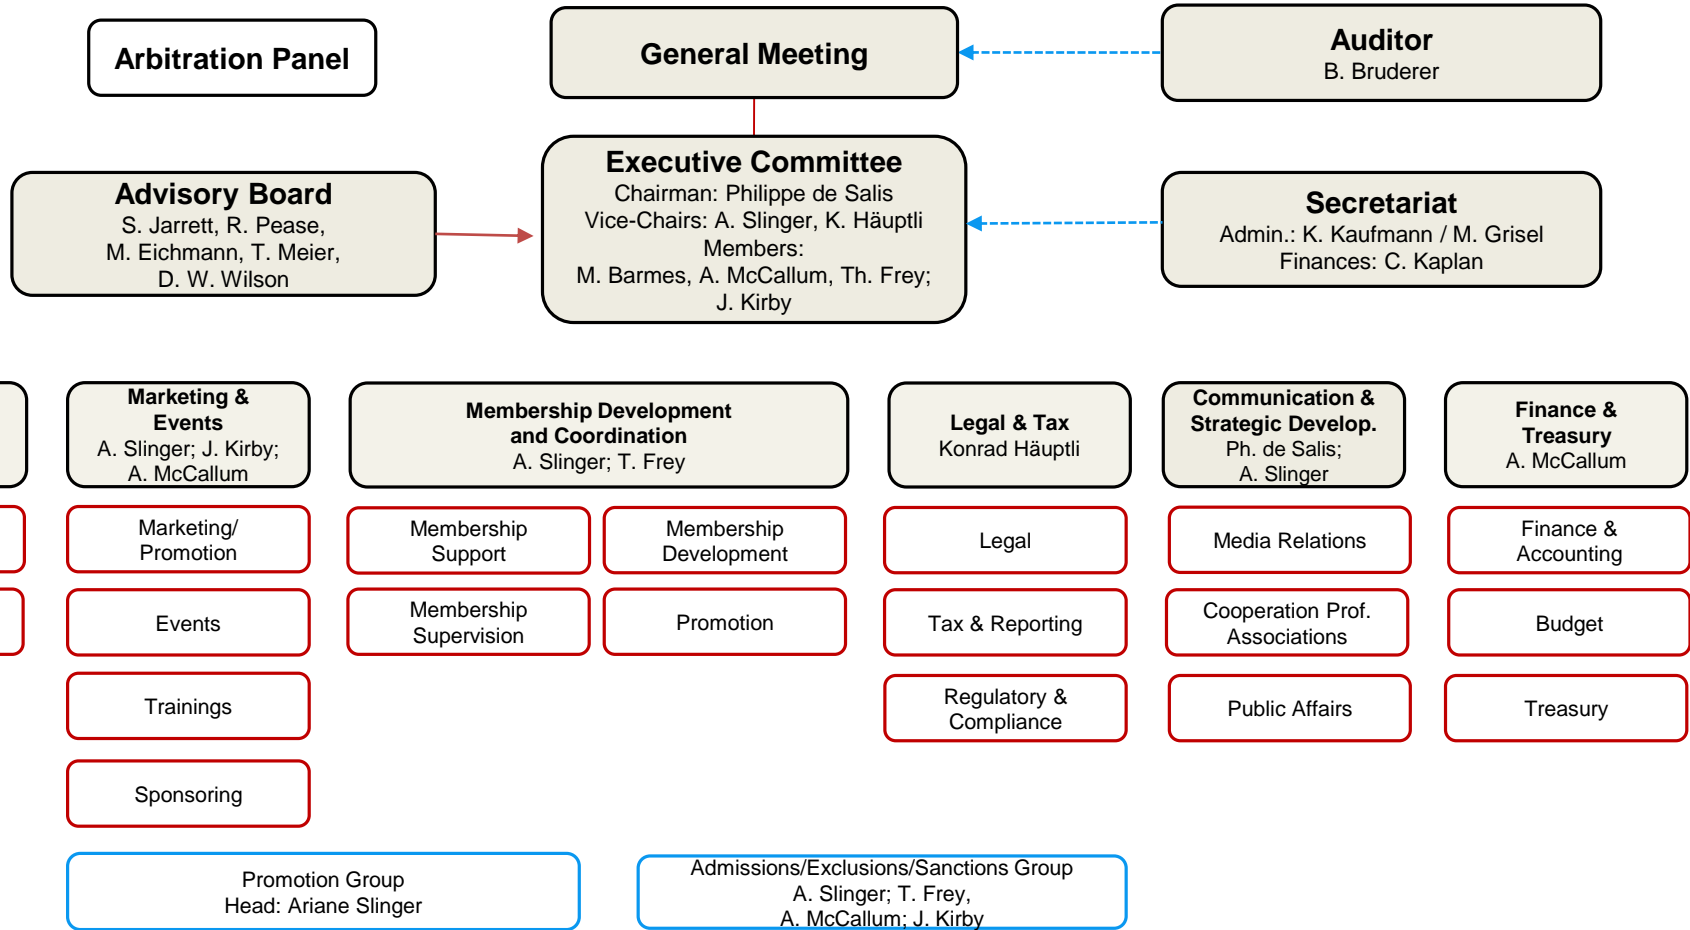 Arbitration Panel
General Meeting
Auditor
B. Bruderer
Advisory Board
S. Jarrett, R. Pease,
M. Eichmann, T. Meier,
D. W. Wilson
Executive Committee
Chairman: Philippe de Salis
Vice-Chairs: A. Slinger, K. Häuptli
Members:
M. Barmes, A. McCallum, Th. Frey;
J. Kirby
Secretariat
Admin.: K. Kaufmann / M. Grisel
Finances: C. Kaplan
Marketing &
Events
A. Slinger; J. Kirby;
A. McCallum
Membership Development
and Coordination
A. Slinger; T. Frey
Legal & Tax
Konrad Häuptli
Communication &
Strategic Develop.
Ph. de Salis;
A. Slinger
Finance &
Treasury
A. McCallum
Marketing/
Promotion
Events
Trainings
Sponsoring
Membership
Support
Membership
Supervision
Membership
Development
Promotion
Legal
Tax & Reporting
Regulatory &
Compliance
Media Relations
Cooperation Prof.
Associations
Public Affairs
Finance &
Accounting
Budget
Treasury
Promotion Group
Head: Ariane Slinger
Admissions/Exclusions/Sanctions Group
A. Slinger; T. Frey,
A. McCallum; J. Kirby